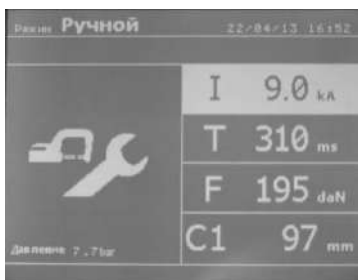 Режим Ручной 22/04/13 16:52
I 9.0 kA
T 310 ms
F 195 daN
C1 97 mm
Давление 7.7bar